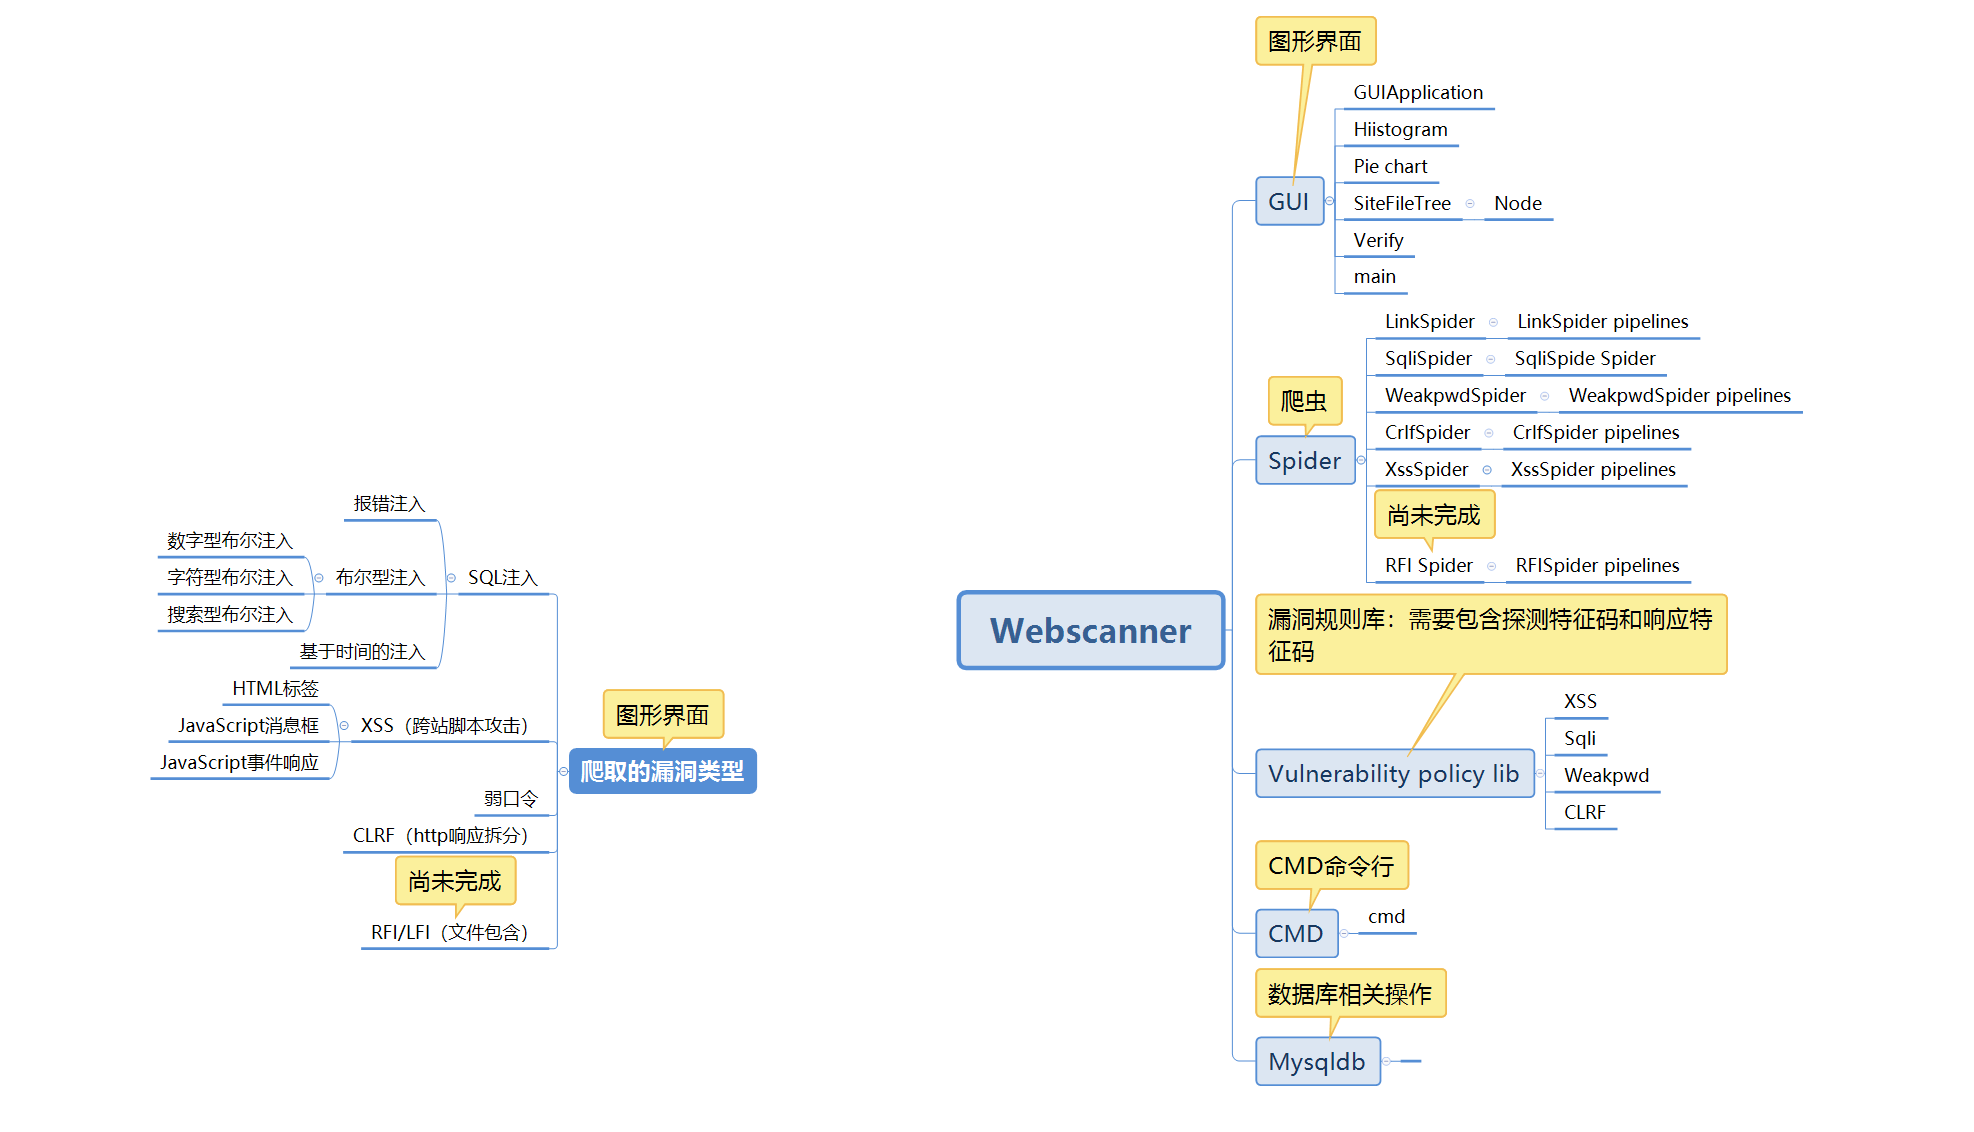 图形界面
GUIApplication
Hiistogram
Pie chart
GUI
SiteFileTree
Node
Verify
main
LinkSpider
LinkSpider pipelines
SqliSpider
SqliSpide Spider
爬虫
WeakpwdSpider
WeakpwdSpider pipelines
CrlfSpider
CrlfSpider pipelines
Spider
XssSpider
XssSpider pipelines
尚未完成
RFI Spider
RFISpider pipelines
Webscanner
漏洞规则库：需要包含探测特征码和响应特
征码
XSS
Sqli
Vulnerability policy lib
Weakpwd
CLRF
CMD命令行
CMD
cmd
数据库相关操作
Mysqldb
报错注入
数字型布尔注入
字符型布尔注入
布尔型注入
SQL注入
搜索型布尔注入
基于时间的注入
HTML标签
JavaScript消息框
XSS（跨站脚本攻击）
JavaScript事件响应
图形界面
爬取的漏洞类型
弱口令
CLRF（http响应拆分）
尚未完成
RFI/LFI（文件包含）